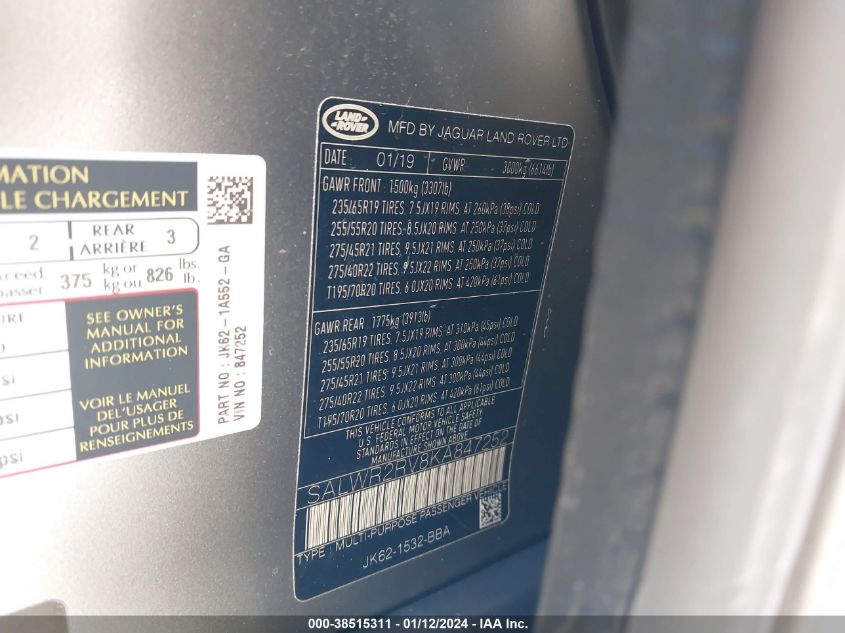 MATION
LE CHARGEMENT
2 REAR ARRIÈRE 3
xceed 375 kg or 826 lbs.
passer kg ou lb.
SEE OWNER'S
MANUAL FOR
ADDITIONAL
INFORMATION
VOIR LE MANUEL
DEL'USAGER
POUR PLUS DE
RENSEIGNEMENTS
PART NO : JK62 - 1A552 - GA
VIN NO : 847252
LAND-
ROVER
MFD BY JAGUAR LAND ROVER LTD
DATE 01/19 GVWR 3000kg (6614lb)
GAWR FRONT 1500kg (3307lb)
235/65R19 TIRES, 7.5JX19 RIMS, AT 260kPa (38psi) COLD
255/55R20 TIRES, 8.5JX20 RIMS, AT 250kPa (37psi) COLD
275/45R21 TIRES, 9.5JX21 RIMS, AT 250kPa (37psi) COLD
275/40R22 TIRES, 9.5JX22 RIMS, AT 250kPa (37psi) COLD
T195/70R20 TIRES, 6.0JX20 RIMS, AT 420kPa (61psi) COLD
GAWR REAR 1775kg (3913lb)
235/65R19 TIRES, 7.5JX19 RIMS, AT 310kPa (45psi) COLD
255/55R20 TIRES, 8.5JX20 RIMS, AT 300kPa (44psi) COLD
275/45R21 TIRES, 9.5JX21 RIMS, AT 300kPa (44psi) COLD
275/40R22 TIRES, 9.5JX22 RIMS, AT 300kPa (44psi) COLD
T195/70R20 TIRES, 6.0JX20 RIMS, AT 420kPa (61psi) COLD
THIS VEHICLE CONFORMS TO ALL APPLICABLE
U.S. FEDERAL MOTOR VEHICLE SAFETY
STANDARDS IN EFFECT ON THE DATE OF
MANUFACTURE SHOWN ABOVE.
SALWR2RV8KA847252
TYPE : MULTI-PURPOSE PASSENGER VEHICLE
JK62-1532-BBA
000-38515311 - 01/12/2024 - IAA, Inc.